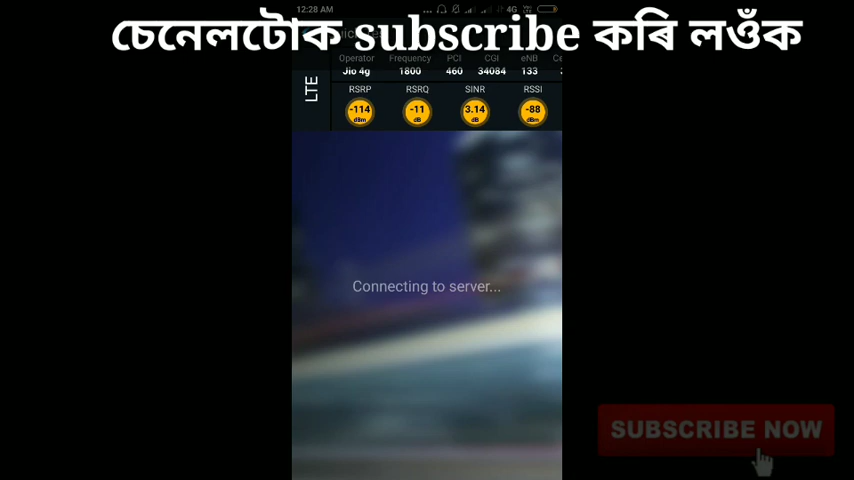 চেনেলটোক subscribe কৰি লওঁক
12:28 AM
4G
Operator Frequency PCI CGI eNB
Jio 4g 1800 460 34084 133
LTE
RSRP RSRQ SINR RSSI
-114 -11 3.14 -88
dBm dB dB dBm
Connecting to server...
SUBSCRIBE NOW